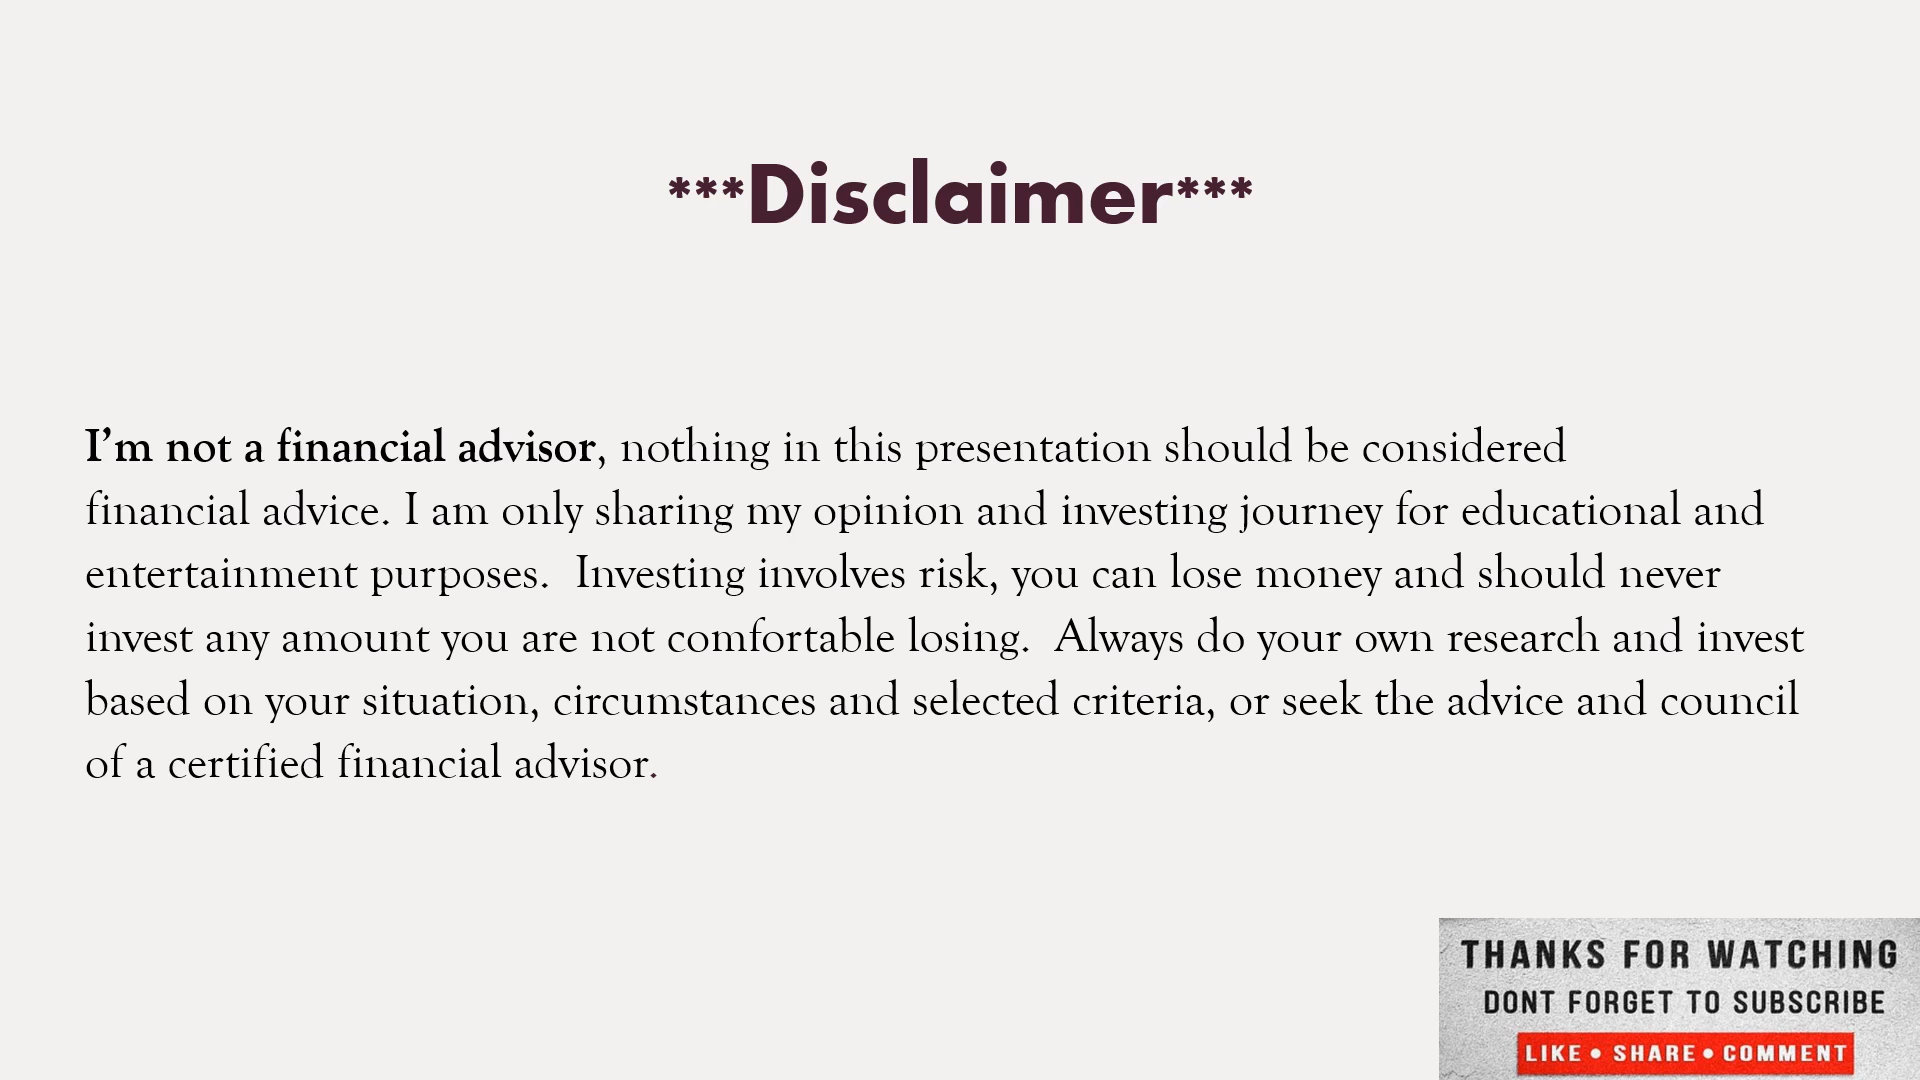 ***Disclaimer***
I’m not a financial advisor, nothing in this presentation should be considered
financial advice. I am only sharing my opinion and investing journey for educational and
entertainment purposes.  Investing involves risk, you can lose money and should never
invest any amount you are not comfortable losing.  Always do your own research and invest
based on your situation, circumstances and selected criteria, or seek the advice and council
of a certified financial advisor.
THANKS FOR WATCHING
DONT FORGET TO SUBSCRIBE
LIKE • SHARE • COMMENT